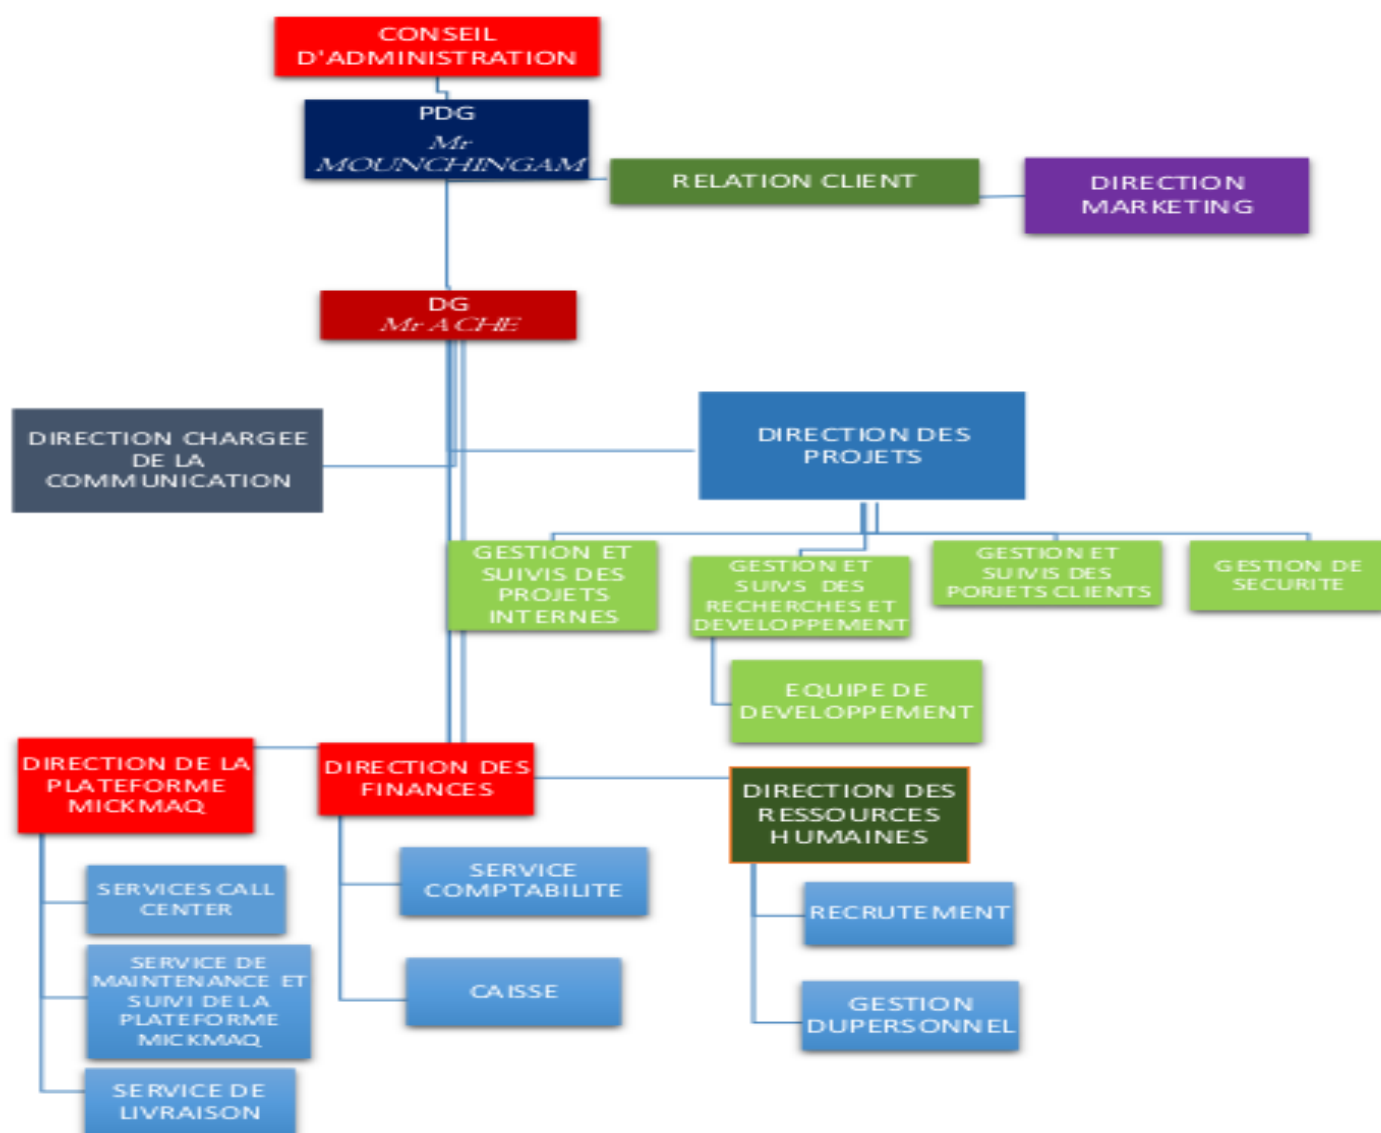 CONSEIL
D'ADMINISTRATION
PDG
Mr
MOUNCHINGAM
RELATION CLIENT
DIRECTION
MARKETING
DG
Mr ACHE
DIRECTION CHARGEE
DE LA
COMMUNICATION
DIRECTION DES
PROJETS
GESTION ET
SUIVIS DES
PROJETS
INTERNES
GESTION ET
SUIVS DES
RECHERCHES ET
DEVELOPPEMENT
GESTION ET
SUIVIS DES
PORJETS CLIENTS
GESTION DE
SECURITE
EQUIPE DE
DEVELOPPEMENT
DIRECTION DE LA
PLATEFORME
MICKMAQ
DIRECTION DES
FINANCES
DIRECTION DES
RESSOURCES
HUMAINES
SERVICES CALL
CENTER
SERVICE DE
MAINTENANCE ET
SUIVI DE LA
PLATEFORME
MICKMAQ
SERVICE DE
LIVRAISON
SERVICE
COMPTABILITE
CAISSE
RECRUTEMENT
GESTION
DUPERSONNEL